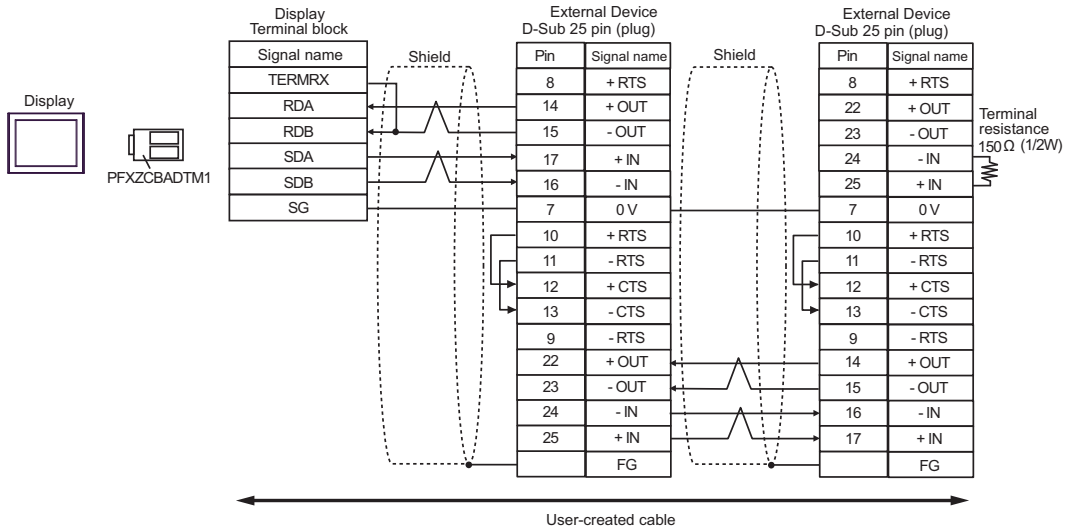 Display
PFXZCBADTM1
Display
Terminal block
Signal name
TERMRX
RDA
RDB
SDA
SDB
SG
Shield
External Device
D-Sub 25 pin (plug)
Pin Signal name
8 + RTS
14 + OUT
15 - OUT
17 + IN
16 - IN
7 0 V
10 + RTS
11 - RTS
12 + CTS
13 - CTS
9 - RTS
22 + OUT
23 - OUT
24 - IN
25 + IN
FG
Shield
External Device
D-Sub 25 pin (plug)
Pin Signal name
8 + RTS
22 + OUT
23 - OUT
24 - IN
25 + IN
7 0 V
10 + RTS
11 - RTS
12 + CTS
13 - CTS
9 - RTS
14 + OUT
15 - OUT
16 - IN
17 + IN
FG
Terminal
resistance
150Ω (1/2W)
User-created cable